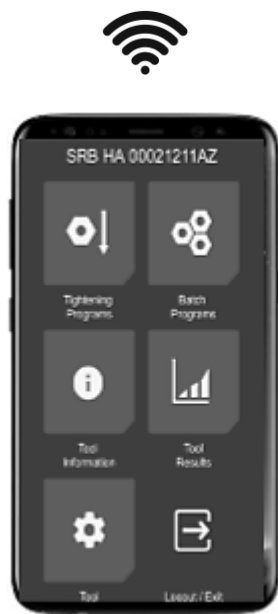 SRB HA 00021211AZ
Tightening
Programs
Batch
Programs
Tool
Information
Tool
Results
Tool
Logout / Exit